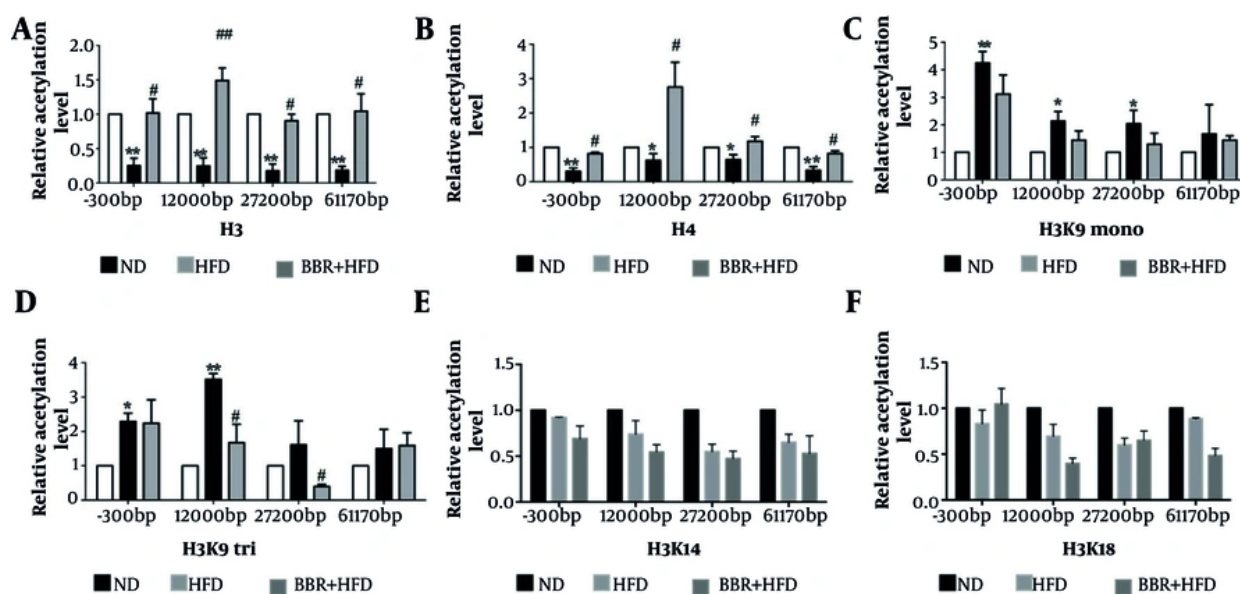 A
Relative acetylation
level
2.0
1.5
1.0
0.5
0.0
**
#
**
##
**
#
**
#
-300bp 12000bp 27200bp 61170bp
H3
ND HFD BBR+HFD
B
Relative acetylation
level
4
3
2
1
0
**
#
*
#
*
#
**
#
-300bp 12000bp 27200bp 61170bp
H4
ND HFD BBR+HFD
C
Relative acetylation
level
5
4
3
2
1
0
**
*
*
-300bp 12000bp 27200bp 61170bp
H3K9 mono
ND HFD BBR+HFD
D
Relative acetylation
level
4
2
1
0
*
**
#
#
-300bp 12000bp 27200bp 61170bp
H3K9 tri
ND HFD BBR+HFD
E
Relative acetylation
level
1.5
1.0
0.5
0.0
-300bp 12000bp 27200bp 61170bp
H3K14
ND HFD BBR+HFD
F
Relative acetylation
level
1.5
1.0
0.5
0.0
-300bp 12000bp 27200bp 61170bp
H3K18
ND HFD BBR+HFD